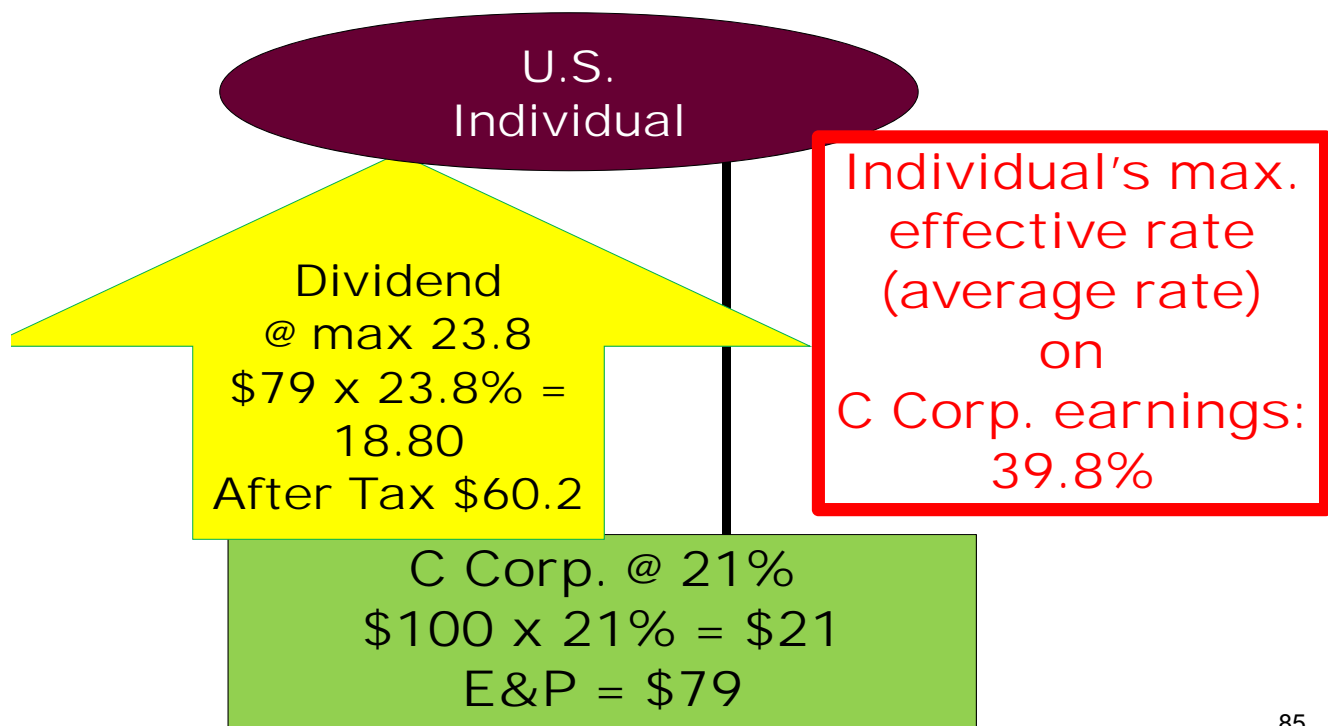 U.S.
Individual
Individual's max.
effective rate
(average rate)
on
C Corp. earnings:
39.8%
Dividend
@ max 23.8
$79 x 23.8% =
18.80
After Tax $60.2
C Corp. @ 21%
$100 x 21% = $21
E&P = $79
85